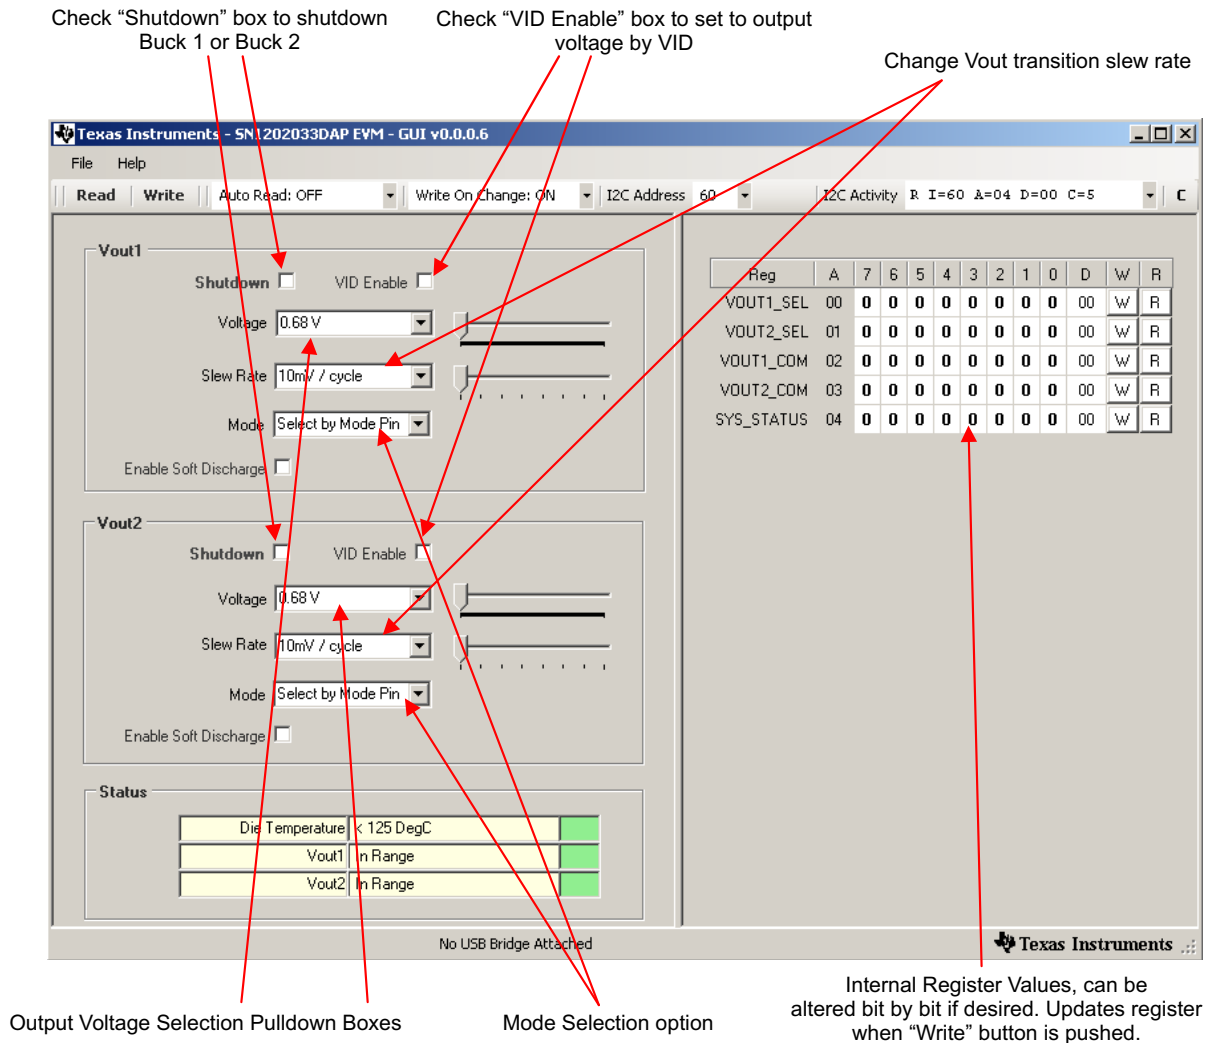 Check “Shutdown” box to shutdown
Buck 1 or Buck 2
Check “VID Enable” box to set to output
voltage by VID
Change Vout transition slew rate
Texas Instruments - SN1202033DAP EVM - GUI v0.0.0.6
File Help
Read Write Auto Read: OFF Write On Change: ON I2C Address 60 I2C Activity R I=60 A=04 D=00 C=5 C
Vout1
Shutdown VID Enable
Voltage 0.68 V
Slew Rate 10mV / cycle
Mode Select by Mode Pin
Enable Soft Discharge
Vout2
Shutdown VID Enable
Voltage 0.68 V
Slew Rate 10mV / cycle
Mode Select by Mode Pin
Enable Soft Discharge
Status
Die Temperature < 125 DegC
Vout1 In Range
Vout2 In Range
Reg A 7 6 5 4 3 2 1 0 D W R
VOUT1_SEL 00 0 0 0 0 0 0 0 0 00 W R
VOUT2_SEL 01 0 0 0 0 0 0 0 0 00 W R
VOUT1_COM 02 0 0 0 0 0 0 0 0 00 W R
VOUT2_COM 03 0 0 0 0 0 0 0 0 00 W R
SYS_STATUS 04 0 0 0 0 0 0 0 0 00 W R
No USB Bridge Attached
Texas Instruments
Output Voltage Selection Pulldown Boxes
Mode Selection option
Internal Register Values, can be
altered bit by bit if desired. Updates register
when “Write” button is pushed.